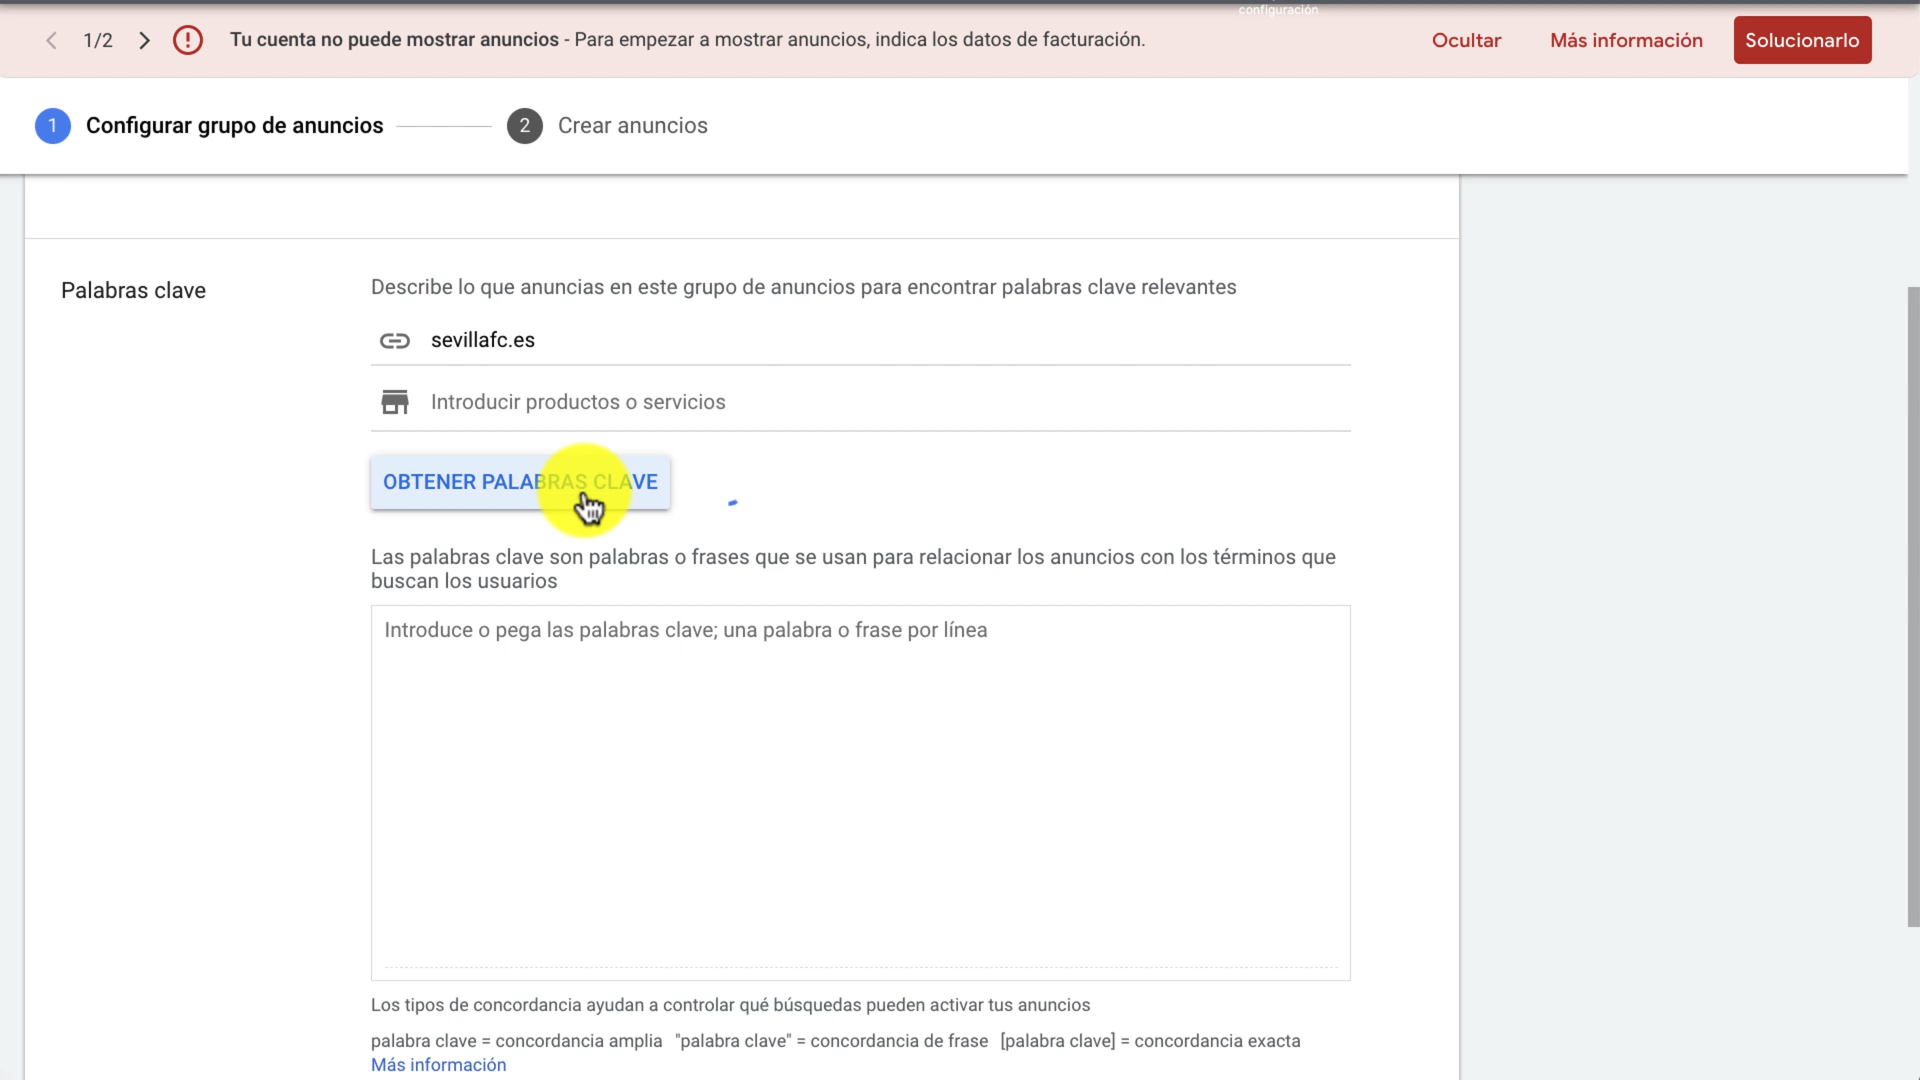 configuración
1/2
Tu cuenta no puede mostrar anuncios - Para empezar a mostrar anuncios, indica los datos de facturación.
Ocultar
Más información
Solucionarlo
1 Configurar grupo de anuncios
2 Crear anuncios
Palabras clave
Describe lo que anuncias en este grupo de anuncios para encontrar palabras clave relevantes
sevillafc.es
Introducir productos o servicios
OBTENER PALABRAS CLAVE
Las palabras clave son palabras o frases que se usan para relacionar los anuncios con los términos que
buscan los usuarios
Introduce o pega las palabras clave; una palabra o frase por línea
Los tipos de concordancia ayudan a controlar qué búsquedas pueden activar tus anuncios
palabra clave = concordancia amplia "palabra clave" = concordancia de frase [palabra clave] = concordancia exacta
Más información